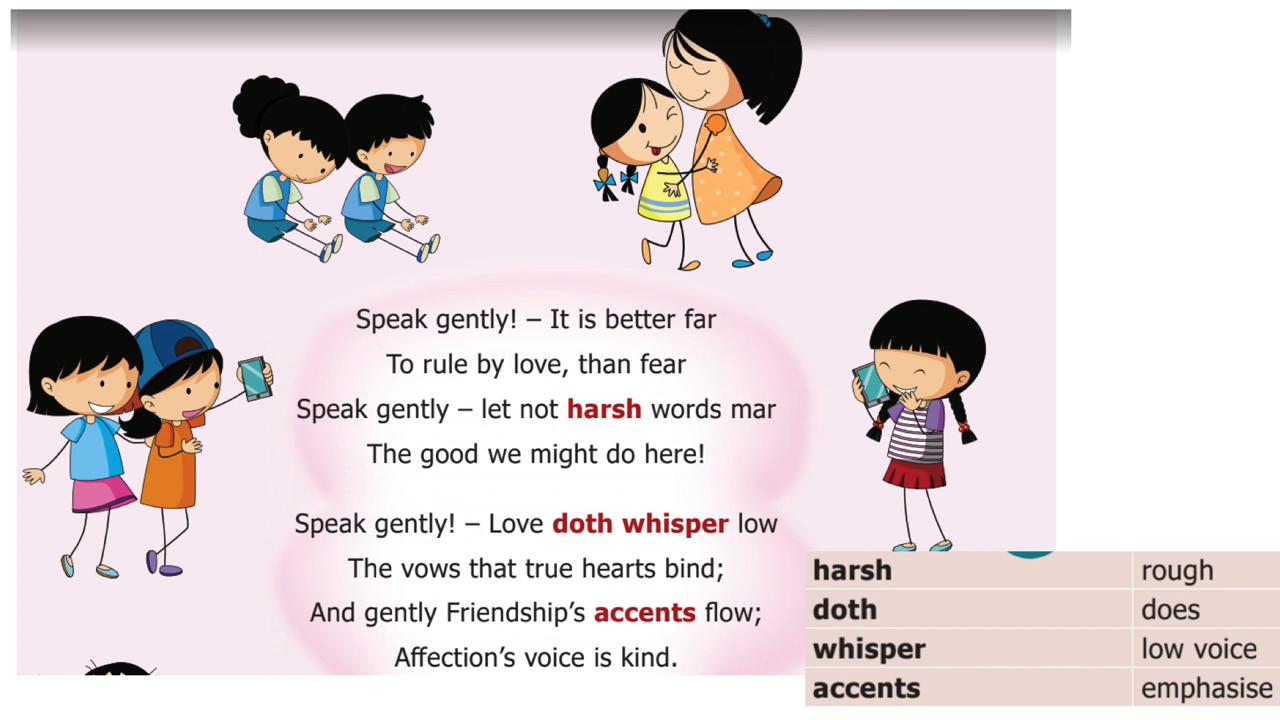 Speak gently! – It is better far
To rule by love, than fear
Speak gently – let not harsh words mar
The good we might do here!
Speak gently! – Love doth whisper low
The vows that true hearts bind;
And gently Friendship’s accents flow;
Affection’s voice is kind.
harsh rough
doth does
whisper low voice
accents emphasise